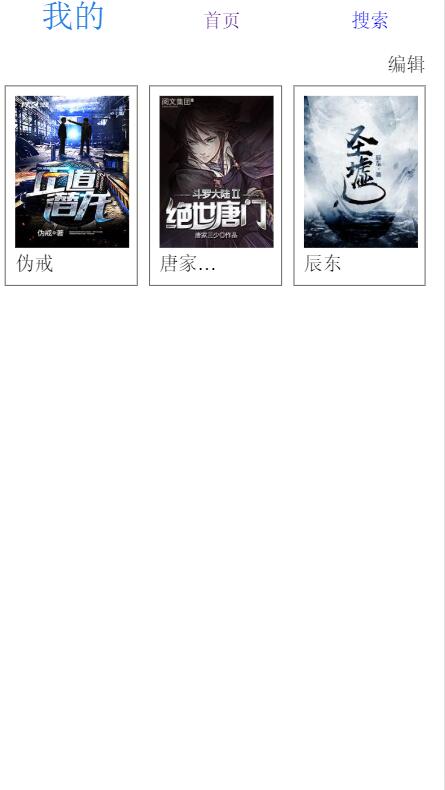 我的 首页 搜索
编辑
正道
潜龙
伪戒◎著
阅文集团
斗罗大陆II
绝世唐门
唐家三少◎作品
圣墟
辰东·著
伪戒 唐家... 辰东